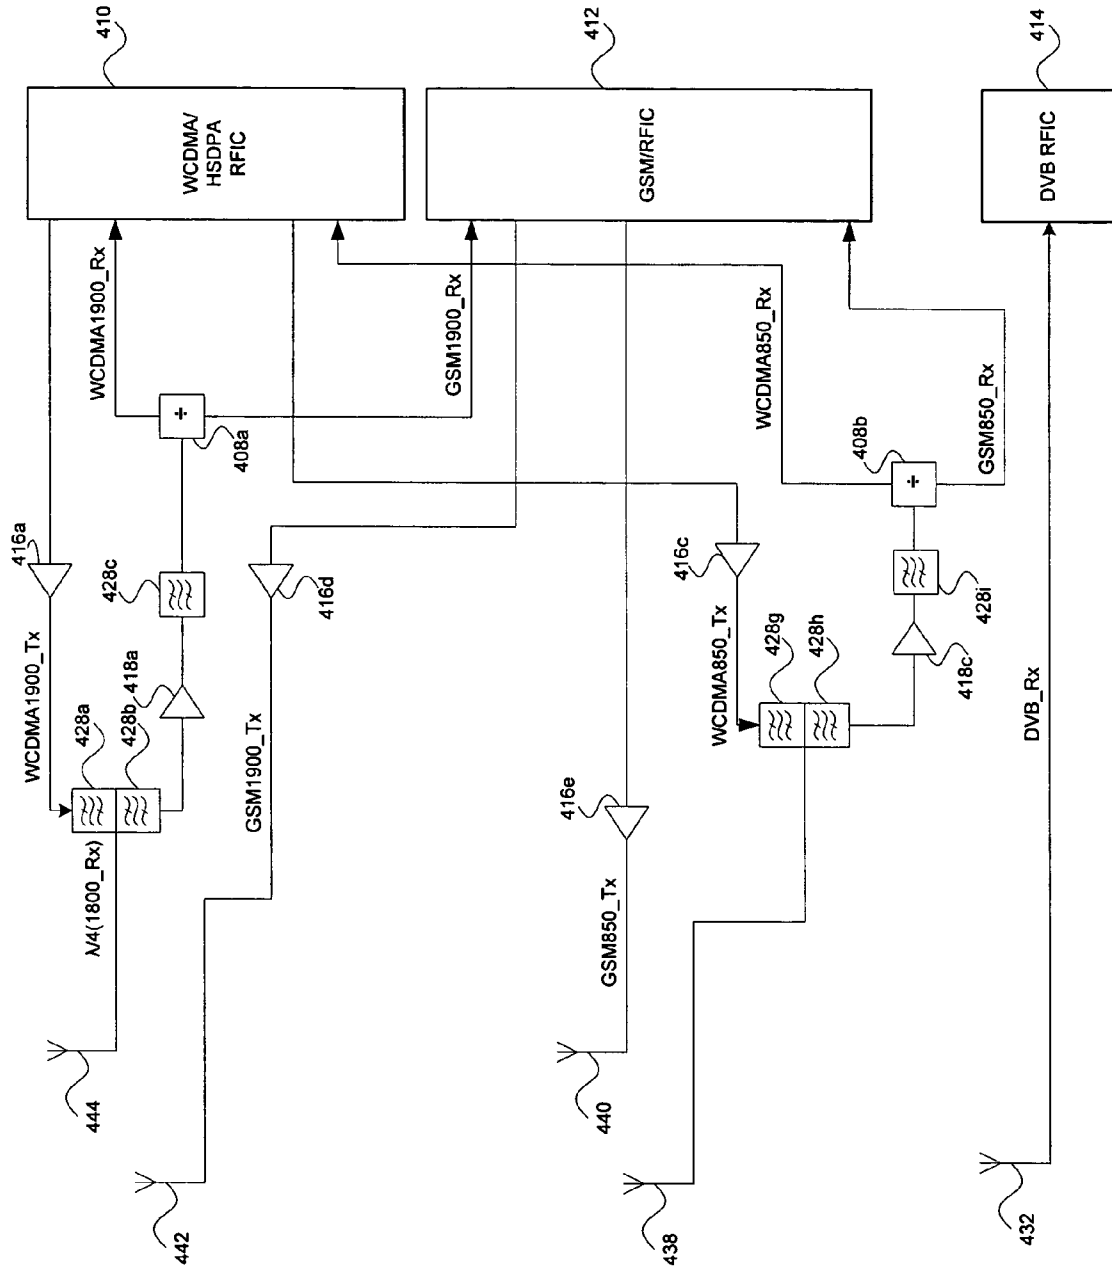 410
412
414
WCDMA/
HSDPA
RFIC
GSM/RFIC
DVB RFIC
WCDMA1900_Rx
GSM1900_Rx
WCDMA850_Rx
GSM850_Rx
÷
408a
÷
408b
416a
428c
416d
416c
428i
WCDMA1900_Tx
418a
428a
428b
GSM1900_Tx
WCDMA850_Tx
428g
428h
418c
DVB_Rx
416e
λ/4(1800_Rx)
GSM850_Tx
444
442
440
438
432